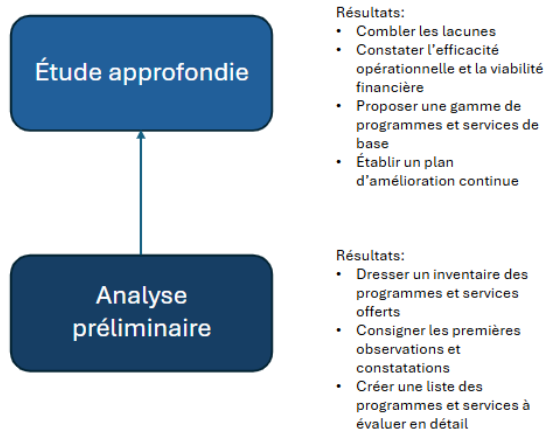 Étude approfondie
Résultats:
• Combler les lacunes
• Constater l'efficacité
opérationnelle et la viabilité
financière
• Proposer une gamme de
programmes et services de
base
• Établir un plan
d'amélioration continue
Analyse
préliminaire
Résultats:
• Dresser un inventaire des
programmes et services
offerts
• Consigner les premières
observations et
constatations
• Créer une liste des
programmes et services à
évaluer en détail